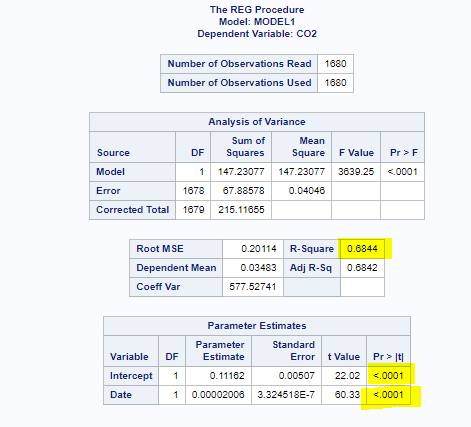 The REG Procedure
Model: MODEL1
Dependent Variable: CO2
Number of Observations Read 1680
Number of Observations Used 1680
Analysis of Variance
Source DF Sum of Squares Mean Square F Value Pr > F
Model 1 147.23077 147.23077 3639.25 <.0001
Error 1678 67.88578 0.04046
Corrected Total 1679 215.11655
Root MSE 0.20114 R-Square 0.6844
Dependent Mean 0.03483 Adj R-Sq 0.6842
Coeff Var 577.52741
Parameter Estimates
Variable DF Parameter Estimate Standard Error t Value Pr > |t|
Intercept 1 0.11162 0.00507 22.02 <.0001
Date 1 0.00002006 3.324518E-7 60.33 <.0001